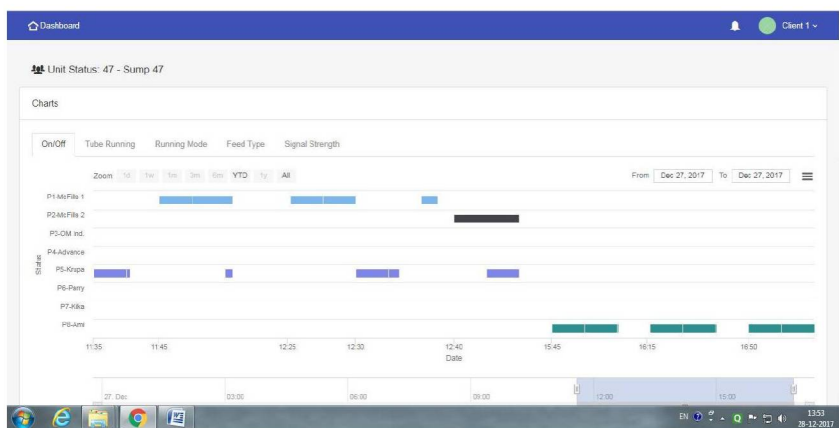 Dashboard
Client 1
Unit Status: 47 - Sump 47
Charts
On/Off Tube Running Running Mode Feed Type Signal Strength
Zoom 1d 1w 1m 3m 6m YTD 1y All From Dec 27, 2017 To Dec 27, 2017
P1-McFills 1
P2-McFills 2
P3-OM Ind.
P4-Advance
Status
P5-Krupa
P6-Perry
P7-Kika
P8-Ami
11:35 11:45 12:25 12:30 12:40 15:45 16:15 16:50
Date
27. Dec 03:00 06:00 09:00 12:00 15:00
EN 13:53
28-12-2017